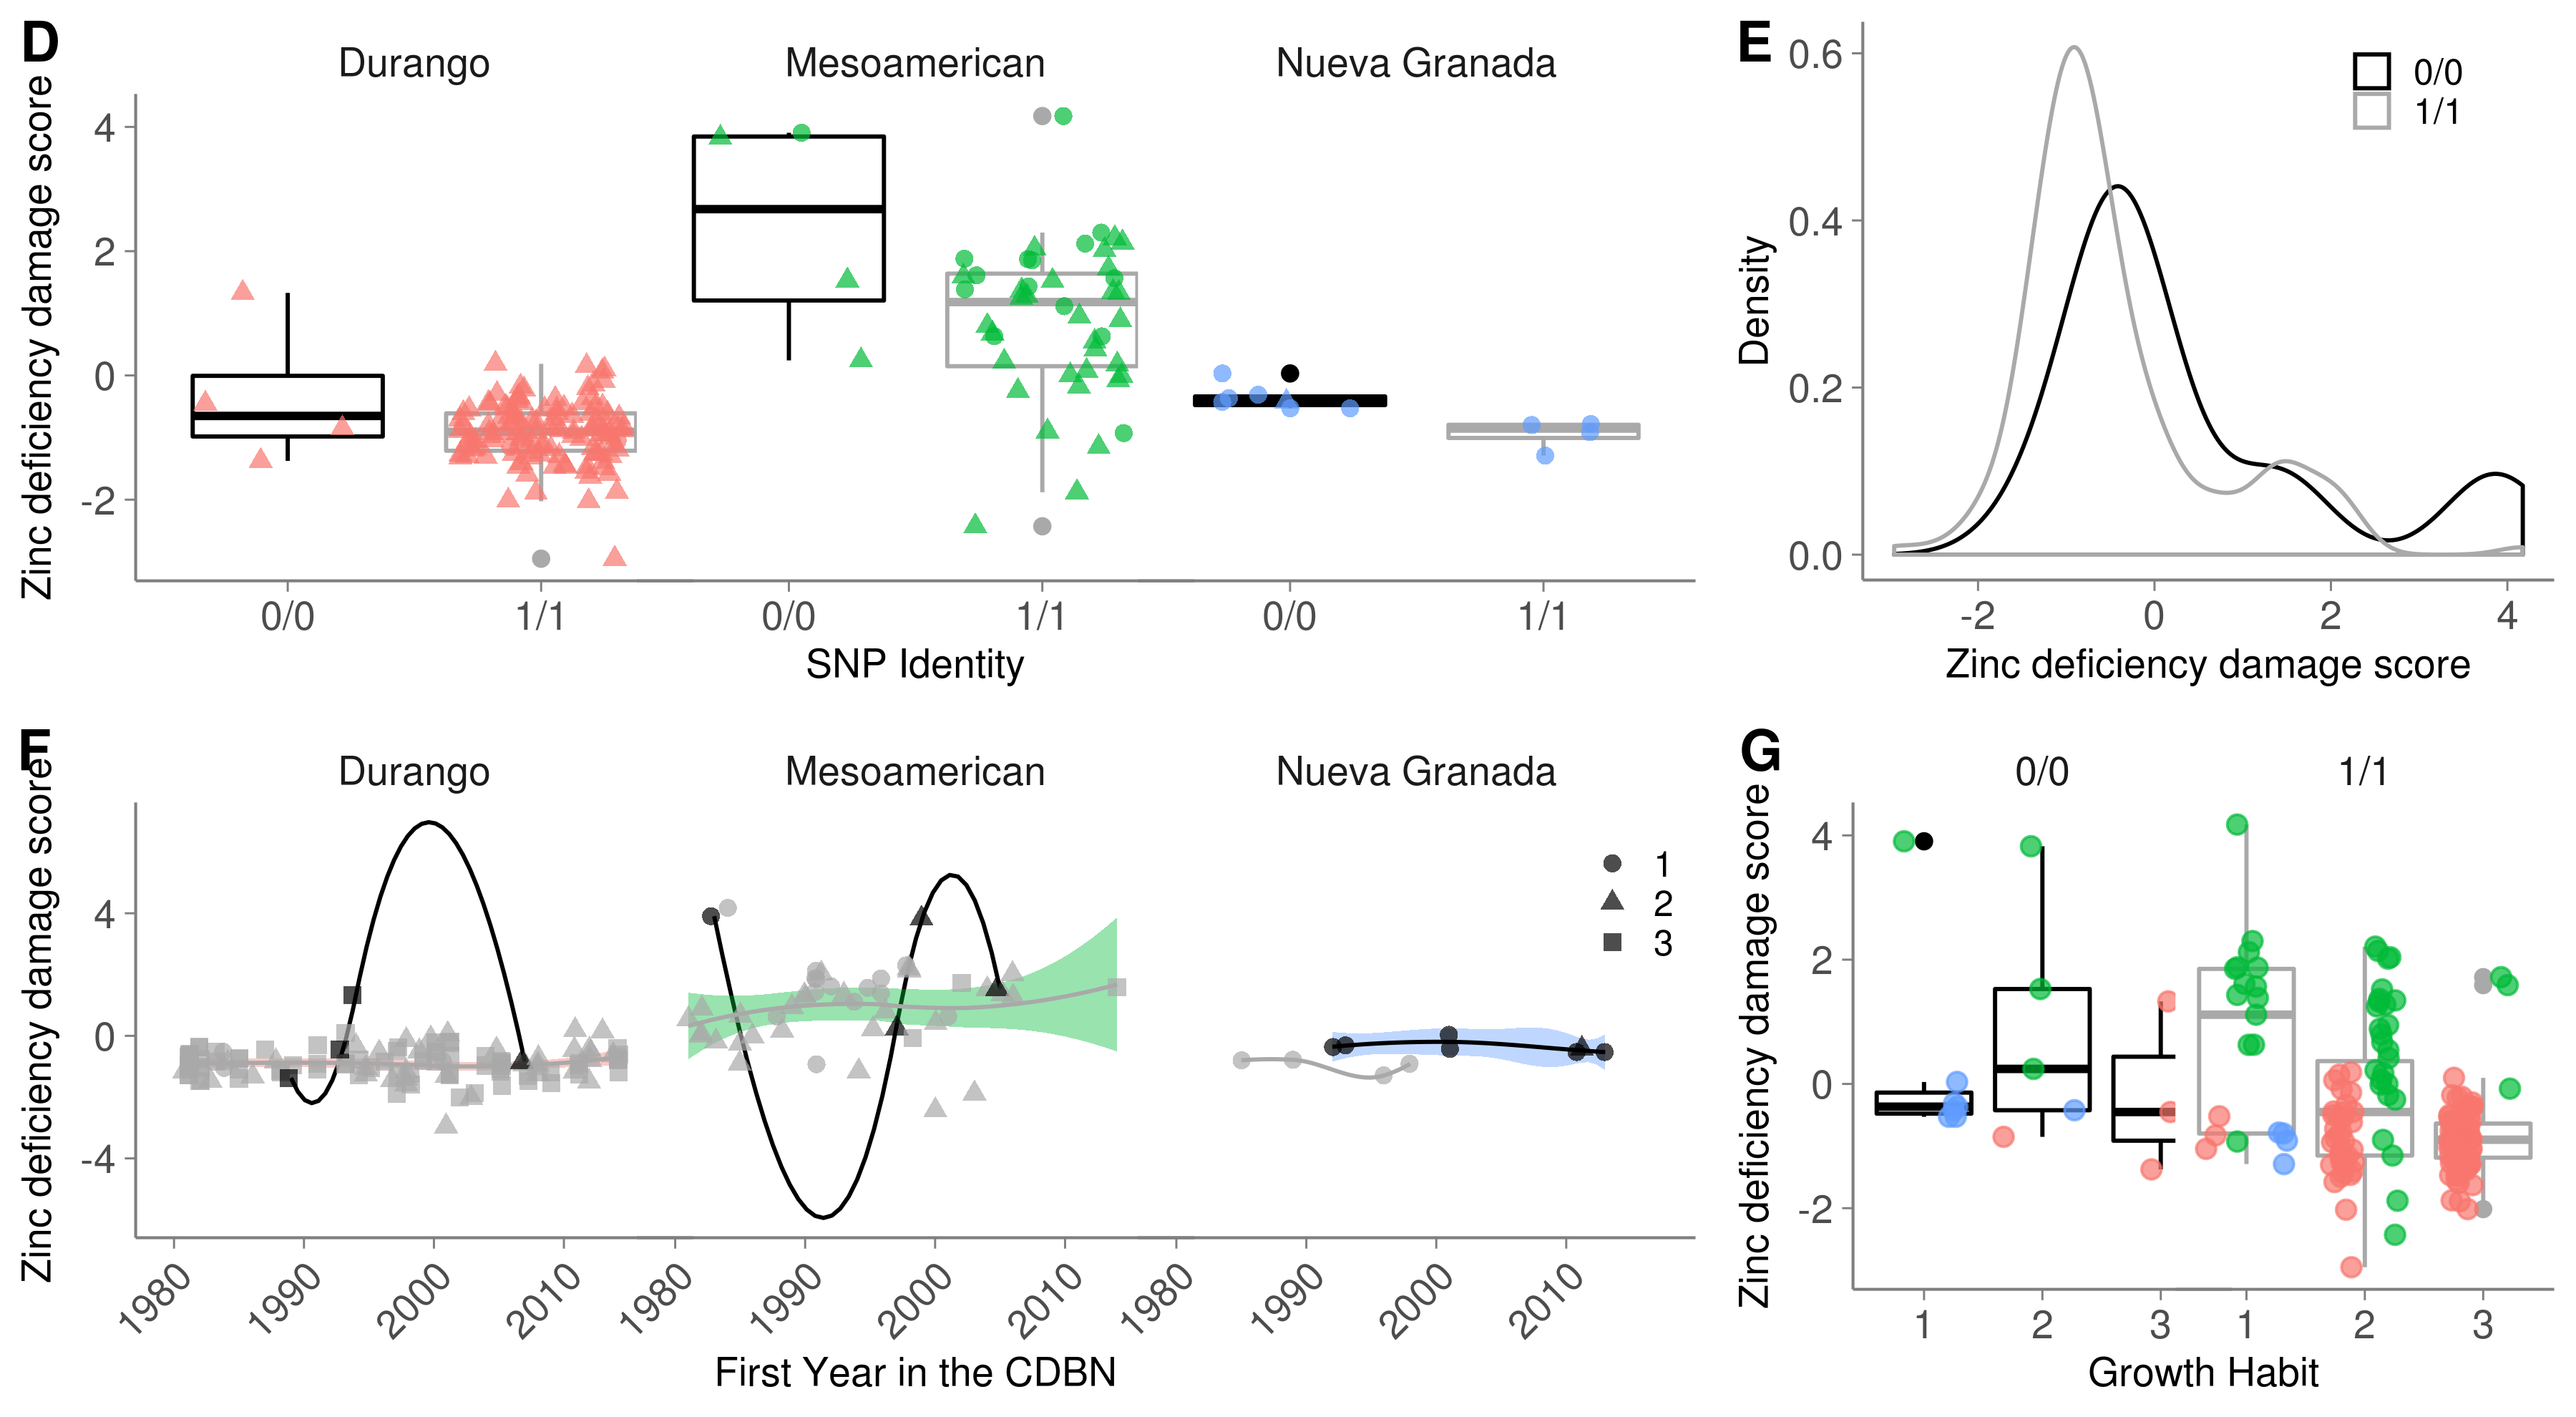 D
Durango Mesoamerican Nueva Granada
Zinc deficiency damage score
4
2
0
-2
0/0 1/1 0/0 1/1 0/0 1/1
SNP Identity
E
0/0
1/1
Density
0.6
0.4
0.2
0.0
-2 0 2 4
Zinc deficiency damage score
F
Durango Mesoamerican Nueva Granada
Zinc deficiency damage score
4
0
-4
1
2
3
1980 1990 2000 2010 1980 1990 2000 2010 1980 1990 2000 2010
First Year in the CDBN
G
0/0 1/1
Zinc deficiency damage score
4
2
0
-2
1 2 3 1 2 3
Growth Habit